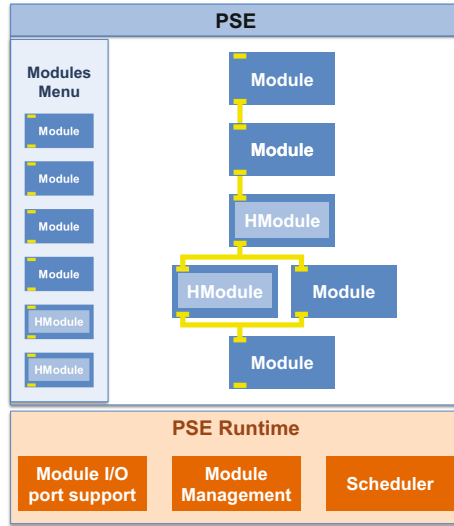 PSE
Modules
Menu
Module
Module
Module
Module
HModule
HModule
Module
Module
HModule
HModule
Module
Module
PSE Runtime
Module I/O
port support
Module
Management
Scheduler